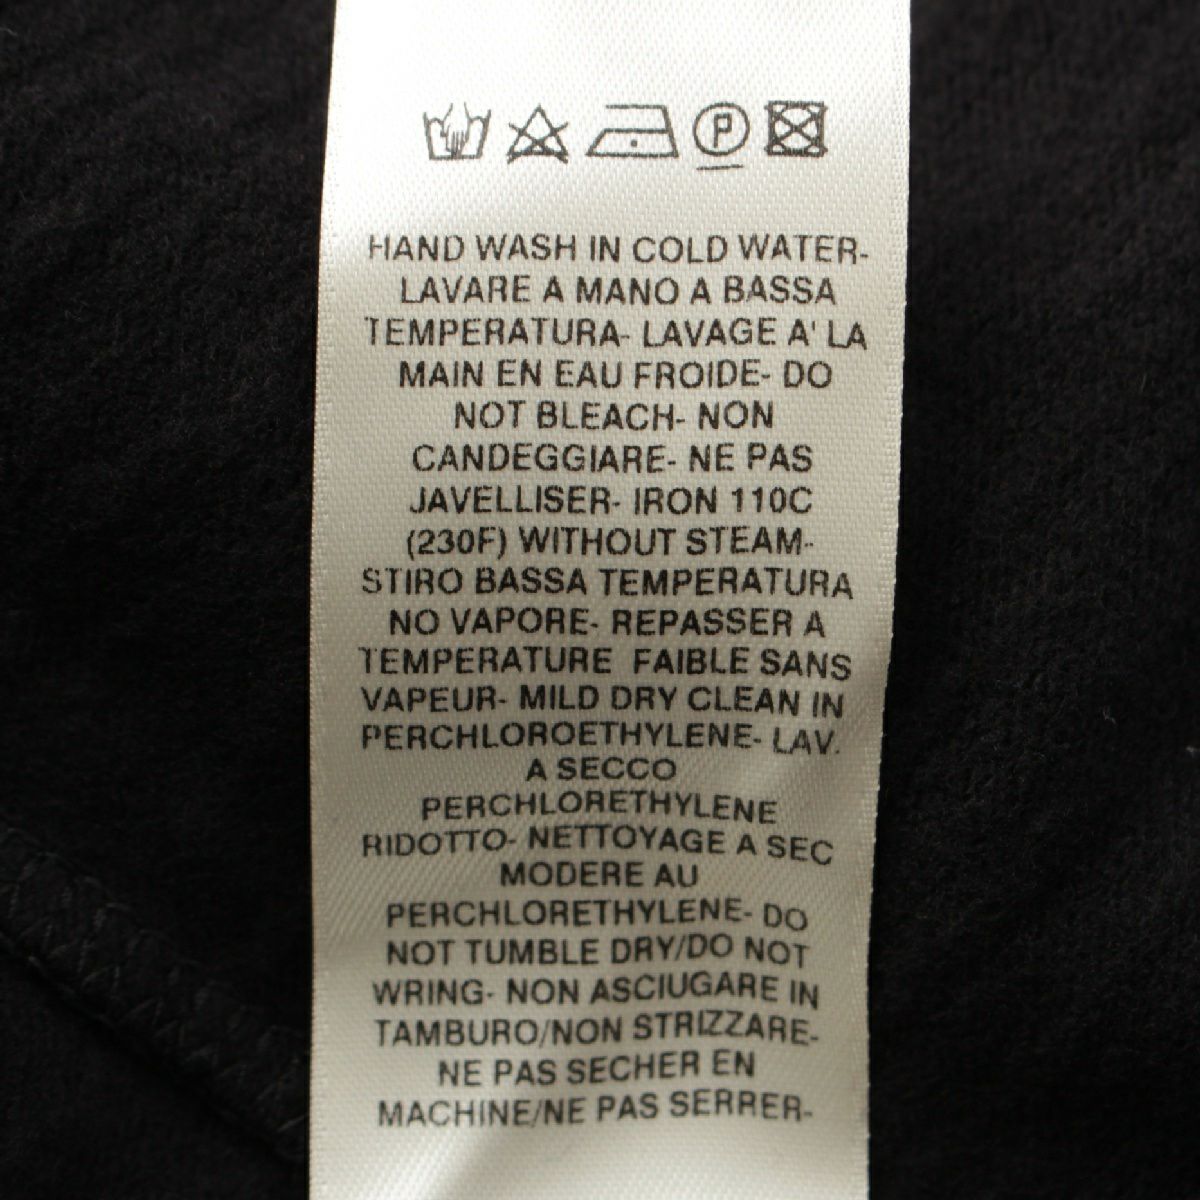 P
HAND WASH IN COLD WATER-
LAVARE A MANO A BASSA
TEMPERATURA- LAVAGE A' LA
MAIN EN EAU FROIDE- DO
NOT BLEACH- NON
CANDEGGIARE- NE PAS
JAVELLISER- IRON 110C
(230F) WITHOUT STEAM-
STIRO BASSA TEMPERATURA
NO VAPORE- REPASSER A
TEMPERATURE FAIBLE SANS
VAPEUR- MILD DRY CLEAN IN
PERCHLOROETHYLENE- LAV.
A SECCO
PERCHLORETHYLENE
RIDOTTO- NETTOYAGE A SEC
MODERE AU
PERCHLORETHYLENE- DO
NOT TUMBLE DRY/DO NOT
WRING- NON ASCIUGARE IN
TAMBURO/NON STRIZZARE-
NE PAS SECHER EN
MACHINE/NE PAS SERRER-